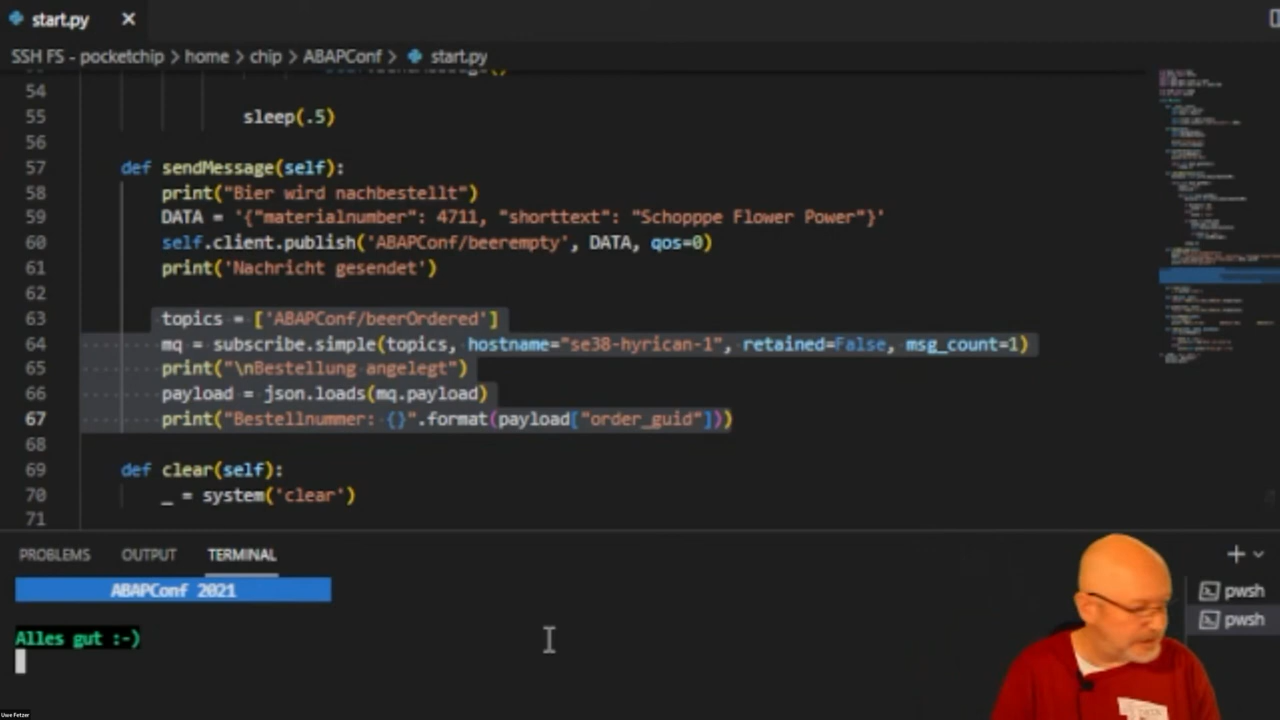 start.py
SSH FS - pocketchip > home > chip > ABAPConf > start.py
54
55 sleep(.5)
56
57 def sendMessage(self):
58 print("Bier wird nachbestellt")
59 DATA = '{"materialnumber": 4711, "shorttext": "Schopppe Flower Power"}'
60 self.client.publish('ABAPConf/beerempty', DATA, qos=0)
61 print('Nachricht gesendet')
62
63 topics = ['ABAPConf/beerOrdered']
64 mq = subscribe.simple(topics, hostname="se38-hyrican-1", retained=False, msg_count=1)
65 print("\nBestellung angelegt")
66 payload = json.loads(mq.payload)
67 print("Bestellnummer: {}".format(payload["order_guid"]))
68
69 def clear(self):
70 _ = system('clear')
71
PROBLEMS OUTPUT TERMINAL
ABAPConf 2021
pwsh
Alles gut :-)
pwsh
Uwe Fetzer